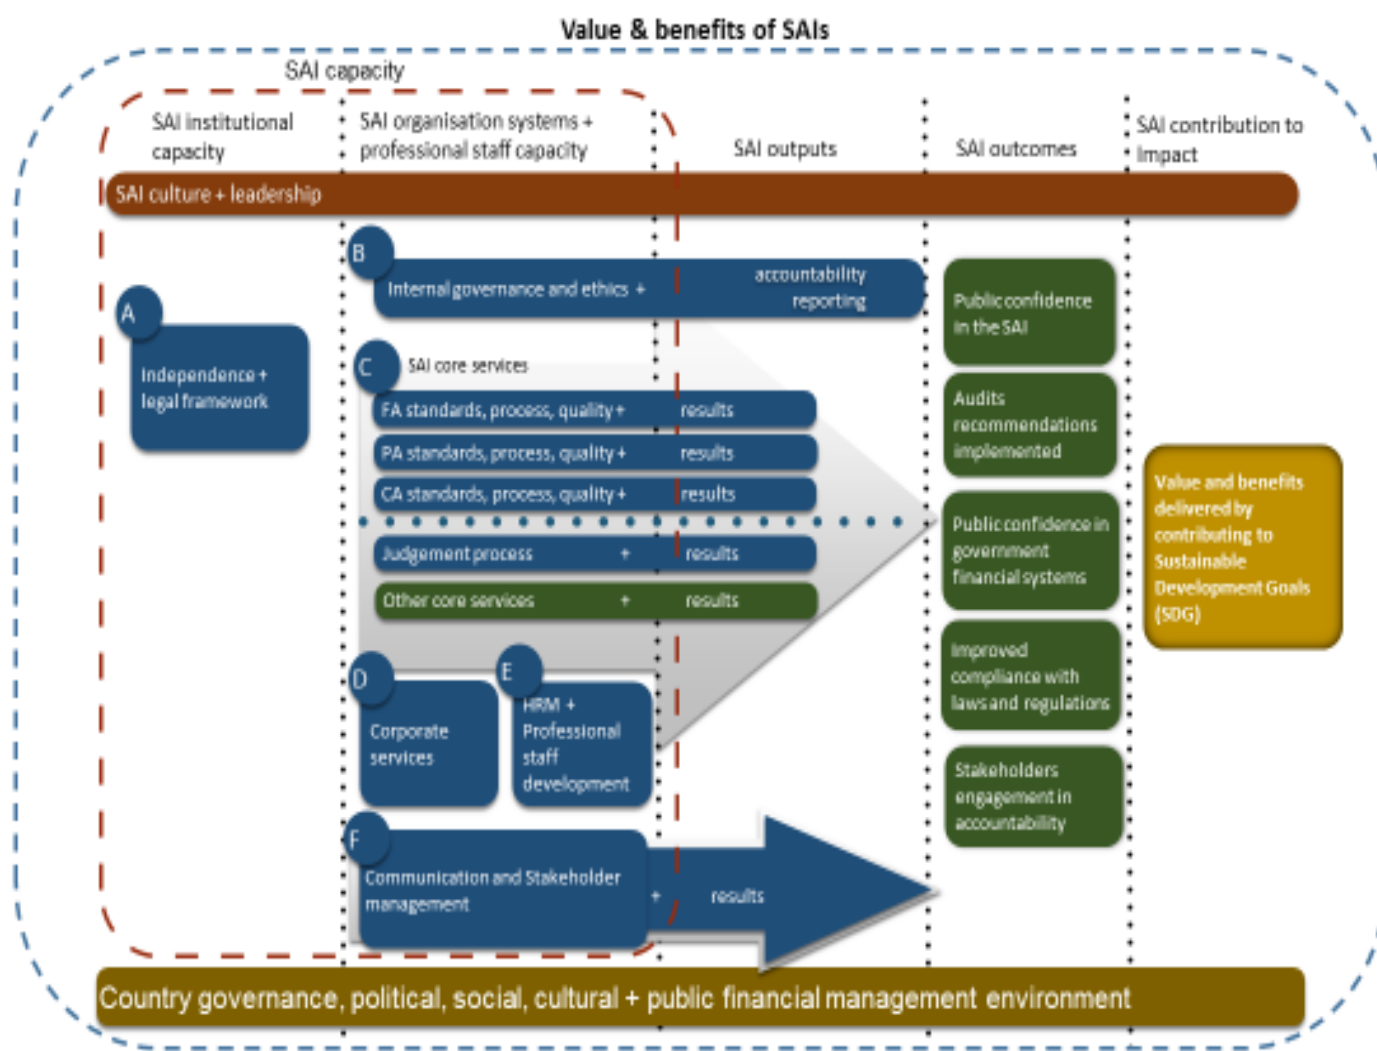 Value & benefits of SAIs
SAI capacity
SAI institutional
capacity
SAI organisation systems +
professional staff capacity
SAI outputs
SAI outcomes
SAI contribution to
Impact
SAI culture + leadership
A
Independence +
legal framework
B
Internal governance and ethics +
accountability
reporting
C
SAI core services
FA standards, process, quality + results
PA standards, process, quality + results
CA standards, process, quality + results
Judgement process + results
Other core services + results
D
Corporate
services
E
HRM +
Professional
staff
development
F
Communication and Stakeholder
management
+ results
Public confidence
in the SAI
Audits
recommendations
implemented
Public confidence in
government
financial systems
Improved
compliance with
laws and regulations
Stakeholders
engagement in
accountability
Value and benefits
delivered by
contributing to
Sustainable
Development Goals
(SDG)
Country governance, political, social, cultural + public financial management environment